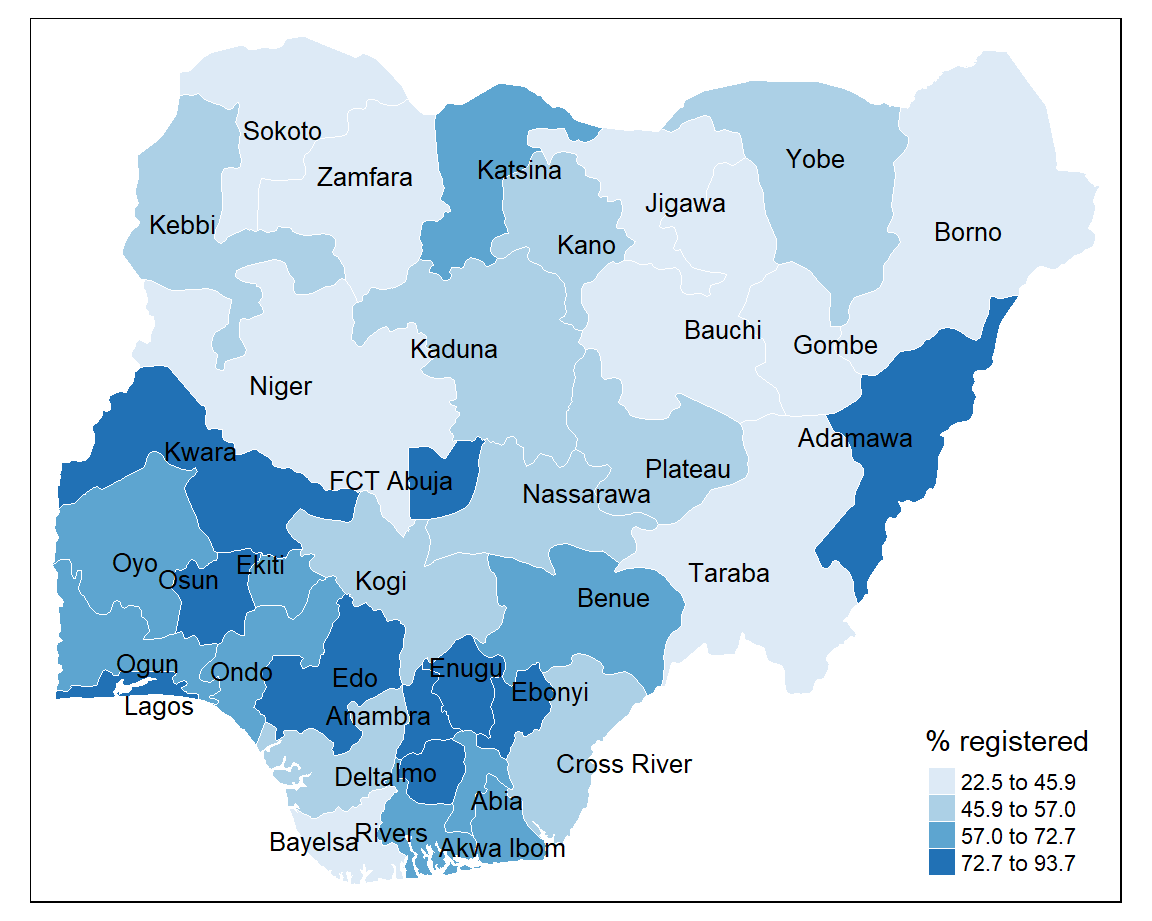 Sokoto
Yobe
Katsina
Zamfara
Jigawa
Kebbi
Borno
Kano
Bauchi
Gombe
Kaduna
Niger
Adamawa
Kwara
Plateau
FCT Abuja
Nassarawa
Oyo
Ekiti
Osun
Kogi
Taraba
Benue
Ogun
Ondo
Enugu
Edo
Ebonyi
Lagos
Anambra
Cross River
Delta
Imo
Abia
Rivers
Bayelsa
Akwa Ibom
% registered
22.5 to 45.9
45.9 to 57.0
57.0 to 72.7
72.7 to 93.7